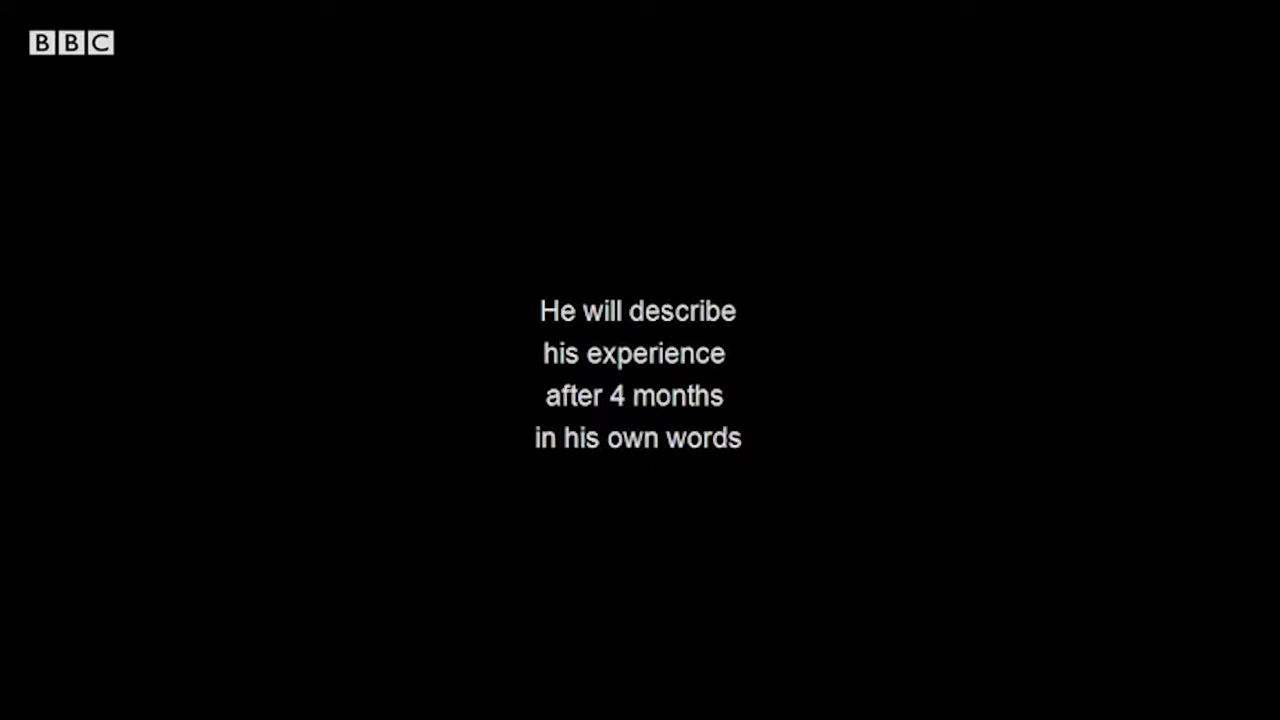 BBC
He will describe
his experience
after 4 months
in his own words